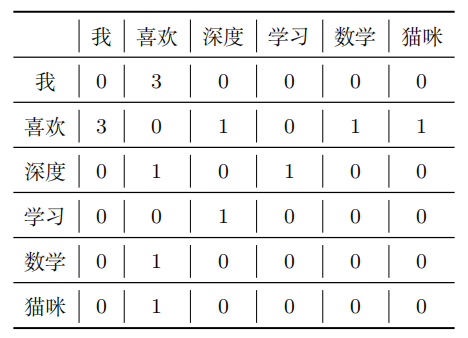 我 喜欢 深度 学习 数学 猫咪
我 0 3 0 0 0 0
喜欢 3 0 1 0 1 1
深度 0 1 0 1 0 0
学习 0 0 1 0 0 0
数学 0 1 0 0 0 0
猫咪 0 1 0 0 0 0